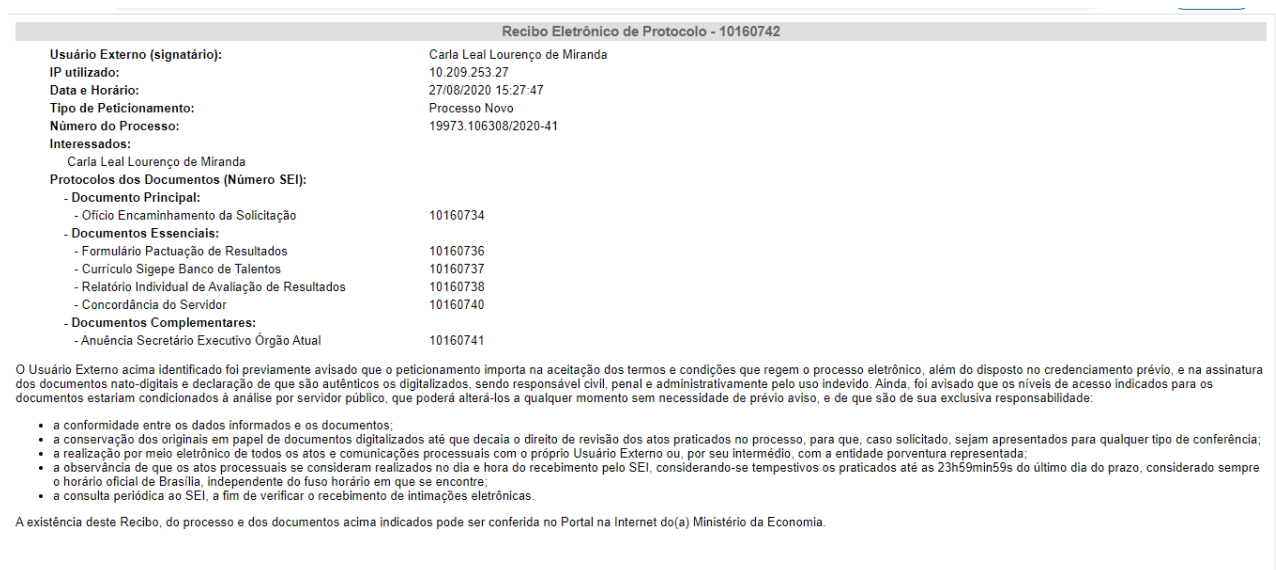 Recibo Eletrônico de Protocolo - 10160742
Usuário Externo (signatário): Carla Leal Lourenço de Miranda
IP utilizado: 10.209.253.27
Data e Horário: 27/08/2020 15:27:47
Tipo de Peticionamento: Processo Novo
Número do Processo: 19973.106308/2020-41
Interessados:
Carla Leal Lourenço de Miranda
Protocolos dos Documentos (Número SEI):
- Documento Principal:
- Ofício Encaminhamento da Solicitação 10160734
- Documentos Essenciais:
- Formulário Pactuação de Resultados 10160736
- Currículo Sigepe Banco de Talentos 10160737
- Relatório Individual de Avaliação de Resultados 10160738
- Concordância do Servidor 10160740
- Documentos Complementares:
- Anuência Secretário Executivo Órgão Atual 10160741
O Usuário Externo acima identificado foi previamente avisado que o peticionamento importa na aceitação dos termos e condições que regem o processo eletrônico, além do disposto no credenciamento prévio, e na assinatura
dos documentos nato-digitais e declaração de que são autênticos os digitalizados, sendo responsável civil, penal e administrativamente pelo uso indevido. Ainda, foi avisado que os níveis de acesso indicados para os
documentos estariam condicionados à análise por servidor público, que poderá alterá-los a qualquer momento sem necessidade de prévio aviso, e de que são de sua exclusiva responsabilidade:
• a conformidade entre os dados informados e os documentos;
• a conservação dos originais em papel de documentos digitalizados até que decaia o direito de revisão dos atos praticados no processo, para que, caso solicitado, sejam apresentados para qualquer tipo de conferência;
• a realização por meio eletrônico de todos os atos e comunicações processuais com o próprio Usuário Externo ou, por seu intermédio, com a entidade porventura representada;
• a observância de que os atos processuais se consideram realizados no dia e hora do recebimento pelo SEI, considerando-se tempestivos os praticados até as 23h59min59s do último dia do prazo, considerado sempre
o horário oficial de Brasília, independente do fuso horário em que se encontre;
• a consulta periódica ao SEI, a fim de verificar o recebimento de intimações eletrônicas.
A existência deste Recibo, do processo e dos documentos acima indicados pode ser conferida no Portal na Internet do(a) Ministério da Economia.